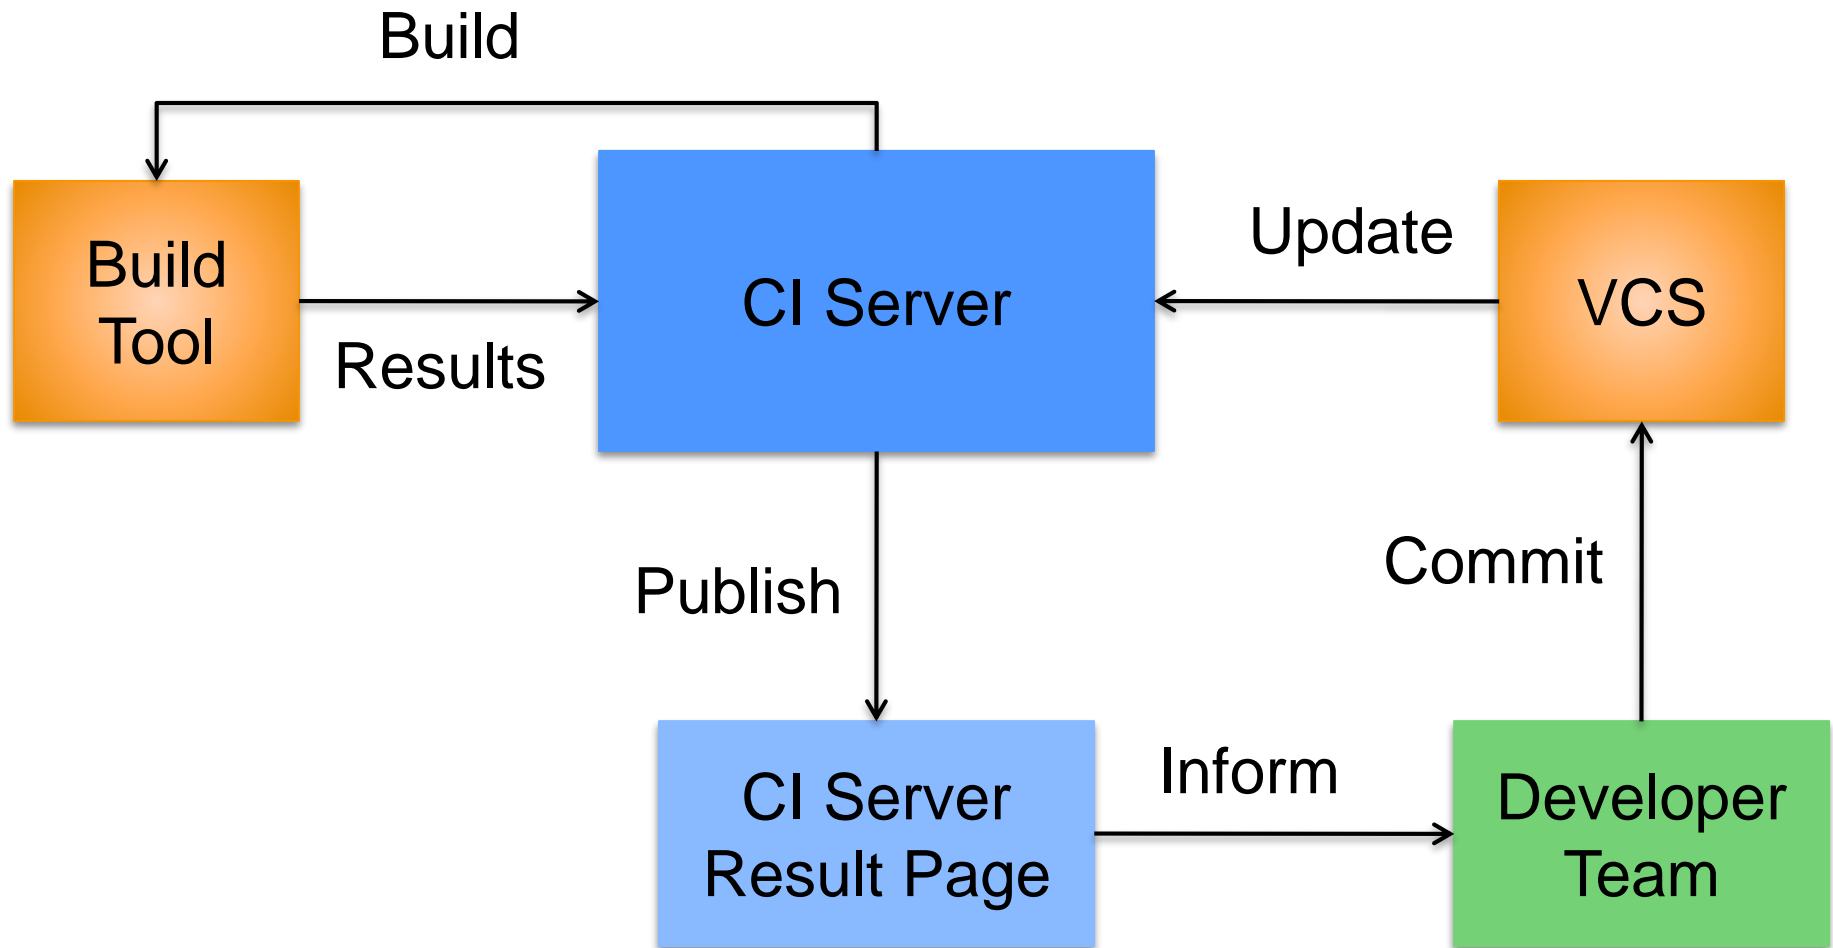 Build
Build
Tool
Results
CI Server
Update
VCS
Publish
Commit
CI Server
Result Page
Inform
Developer
Team